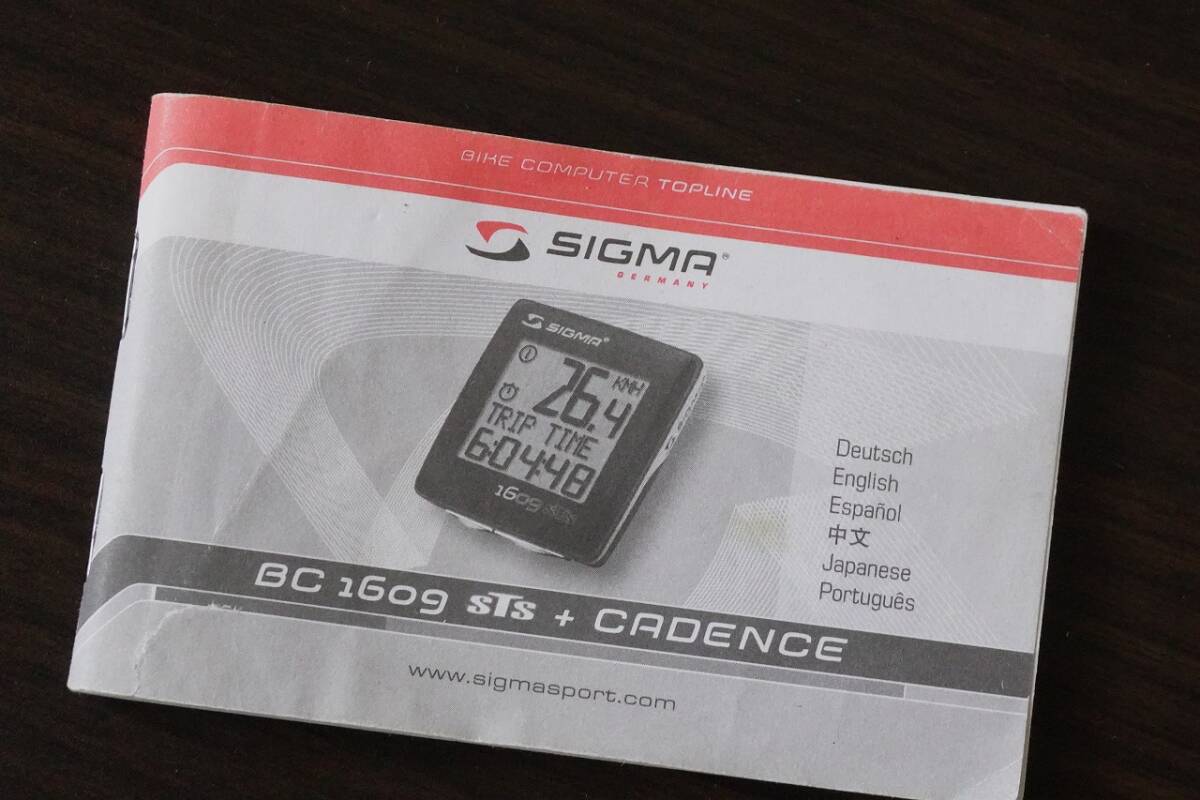 BIKE COMPUTER TOPLINE
SIGMA®
GERMANY
SIGMA®
26.4 KMH
TRIP TIME
6:04:48
1609 STS
Deutsch
English
Español
中文
Japanese
Português
BC 1609 STS + CADENCE
www.sigmasport.com